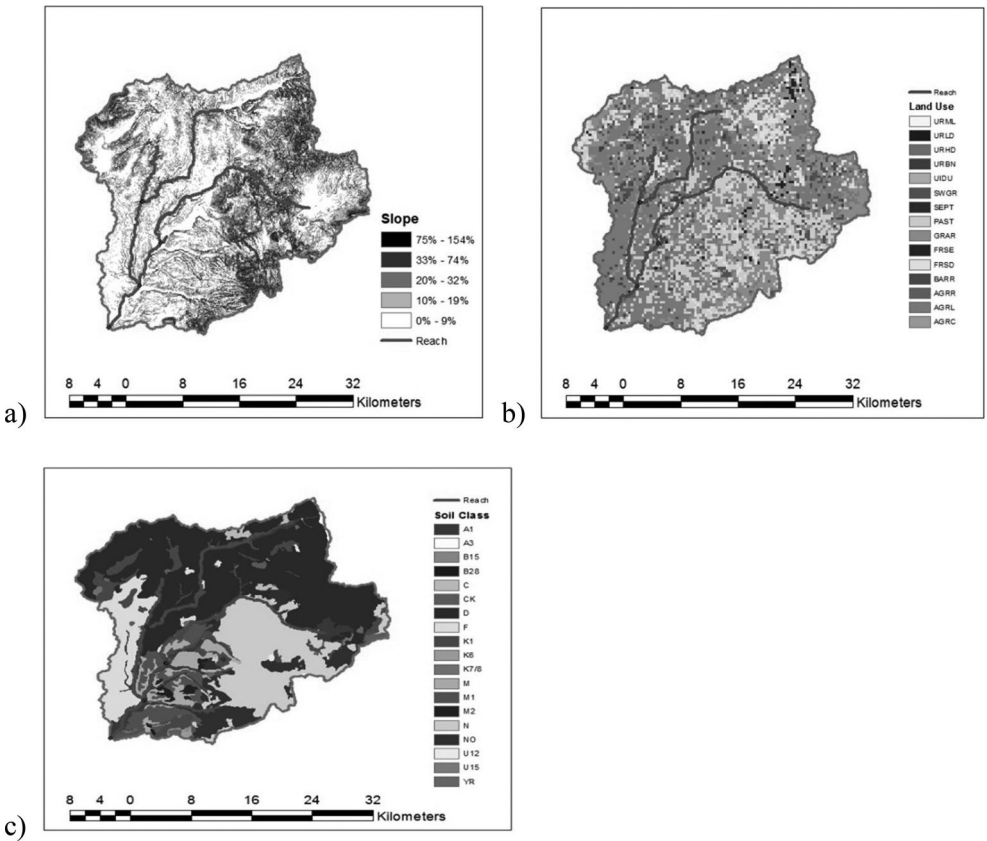 Slope
75% - 154%
33% - 74%
20% - 32%
10% - 19%
0% - 9%
Reach
8 4 0 8 16 24 32
Kilometers
a)
Reach
Land Use
URML
URLD
URHD
URBN
UIDU
SWGR
SEPT
PAST
GRAR
FRSE
FRSD
BARR
AGRR
AGRL
AGRC
8 4 0 8 16 24 32
Kilometers
b)
Reach
Soil Class
A1
A3
B15
B28
C
CK
D
F
K1
K6
K7/8
M
M1
M2
N
NO
U12
U15
YR
8 4 0 8 16 24 32
Kilometers
c)